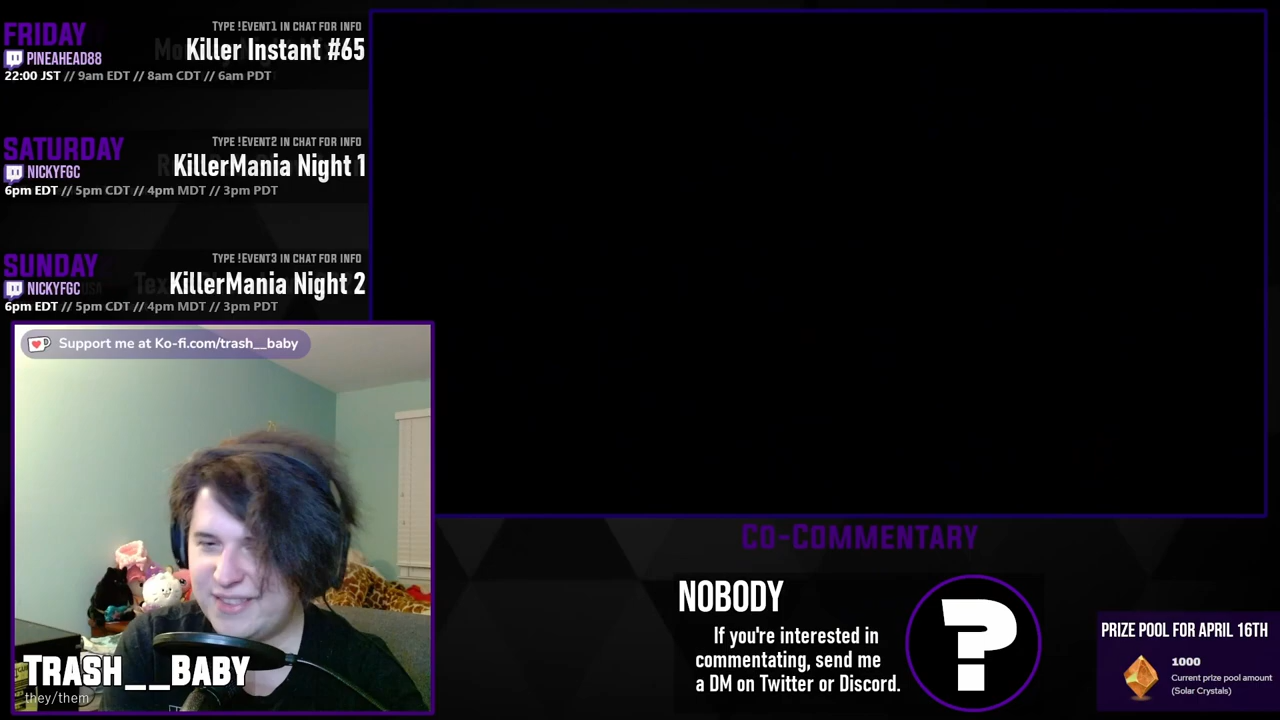 FRIDAY
TYPE !EVENT1 IN CHAT FOR INFO
PINEAHEAD88
Killer Instant #65
22:00 JST // 9am EDT // 8am CDT // 6am PDT
SATURDAY
TYPE !EVENT2 IN CHAT FOR INFO
NICKYFGC
KillerMania Night 1
6pm EDT // 5pm CDT // 4pm MDT // 3pm PDT
SUNDAY
TYPE !EVENT3 IN CHAT FOR INFO
NICKYFGC
KillerMania Night 2
6pm EDT // 5pm CDT // 4pm MDT // 3pm PDT
Support me at Ko-fi.com/trash__baby
TRASH__BABY
they/them
CO-COMMENTARY
NOBODY
If you're interested in
commentating, send me
a DM on Twitter or Discord.
?
PRIZE POOL FOR APRIL 16TH
1000
Current prize pool amount
(Solar Crystals)